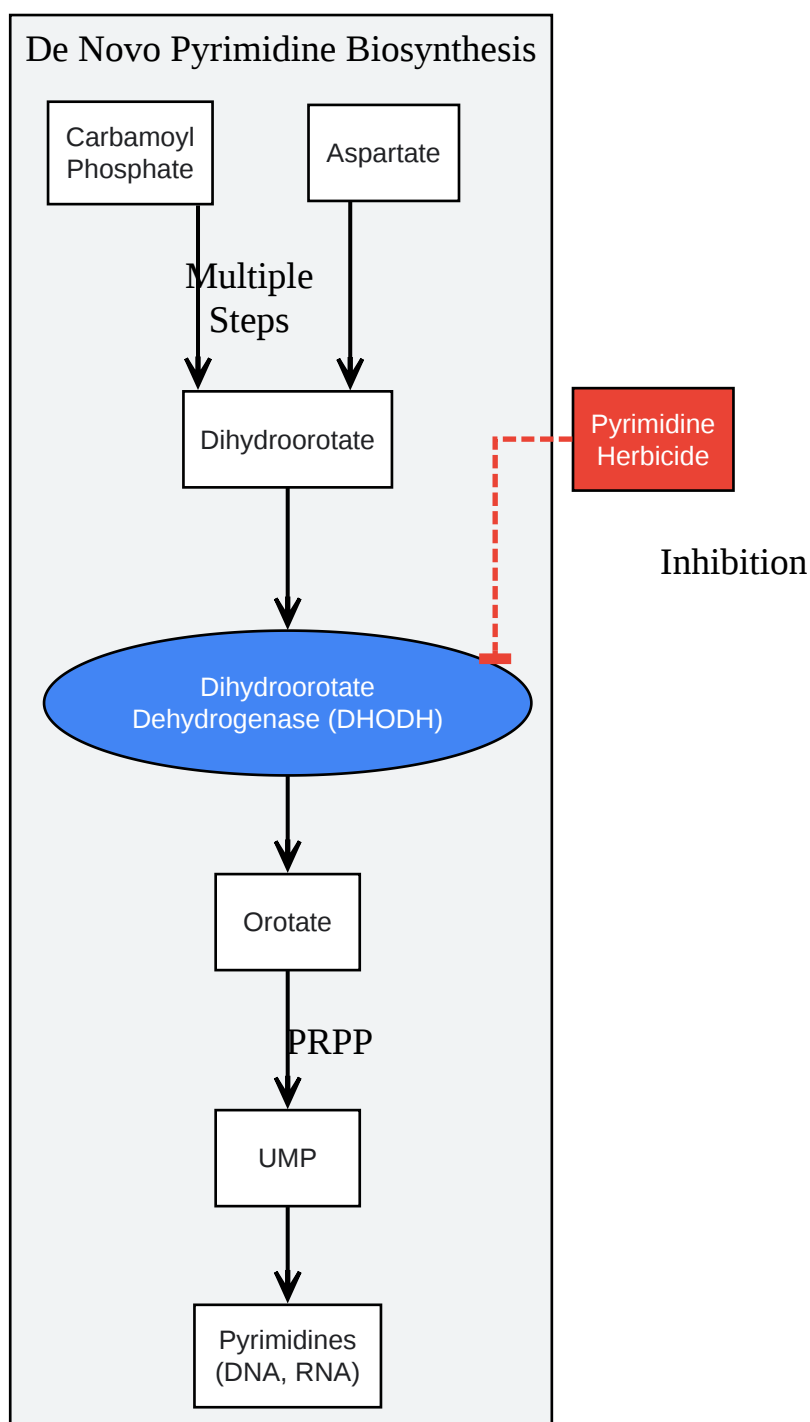 De Novo Pyrimidine Biosynthesis
Carbamoyl
Phosphate
Aspartate
Multiple
Steps
Dihydroorotate
Pyrimidine
Herbicide
Inhibition
Dihydroorotate
Dehydrogenase (DHODH)
Orotate
PRPP
UMP
Pyrimidines
(DNA, RNA)